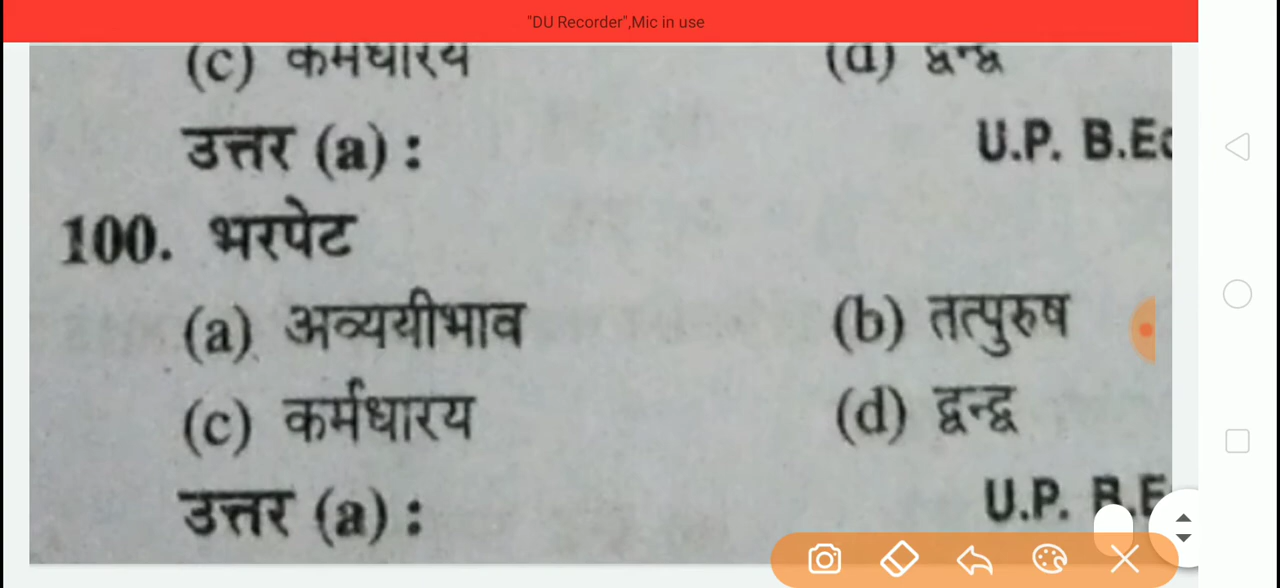 "DU Recorder",Mic in use
(c) कर्मधारय (d) द्वन्द्व
उत्तर (a) :
U.P. B.Ed
100. भरपेट
(a) अव्ययीभाव (b) तत्पुरुष
(c) कर्मधारय (d) द्वन्द्व
उत्तर (a) :
U.P. B.E